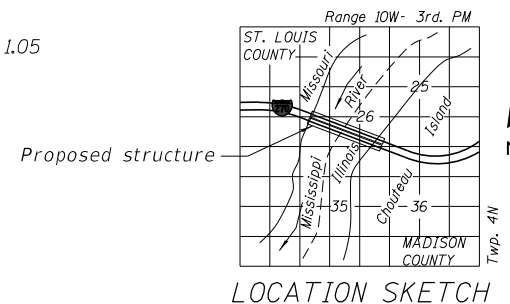 Range 10W- 3rd. PM
ST. LOUIS
COUNTY
1.05
Missouri
River
25
270
26
Island
Proposed structure
Illinois
Mississippi
Chouteau
35
36
Twp. 4N
MADISON
COUNTY
LOCATION SKETCH